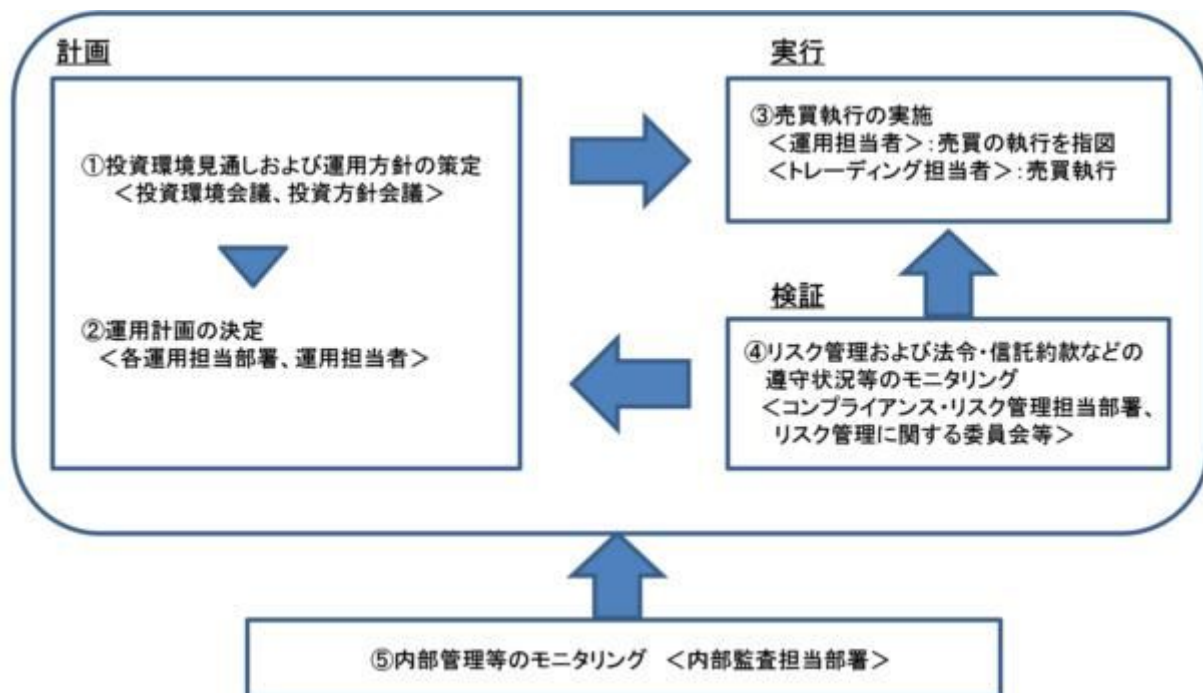 計画
①投資環境見通しおよび運用方針の策定
＜投資環境会議、投資方針会議＞
②運用計画の決定
＜各運用担当部署、運用担当者＞
実行
③売買執行の実施
＜運用担当者＞：売買の執行を指図
＜トレーディング担当者＞：売買執行
検証
④リスク管理および法令・信託約款などの
遵守状況等のモニタリング
＜コンプライアンス・リスク管理担当部署、
リスク管理に関する委員会等＞
⑤内部管理等のモニタリング ＜内部監査担当部署＞